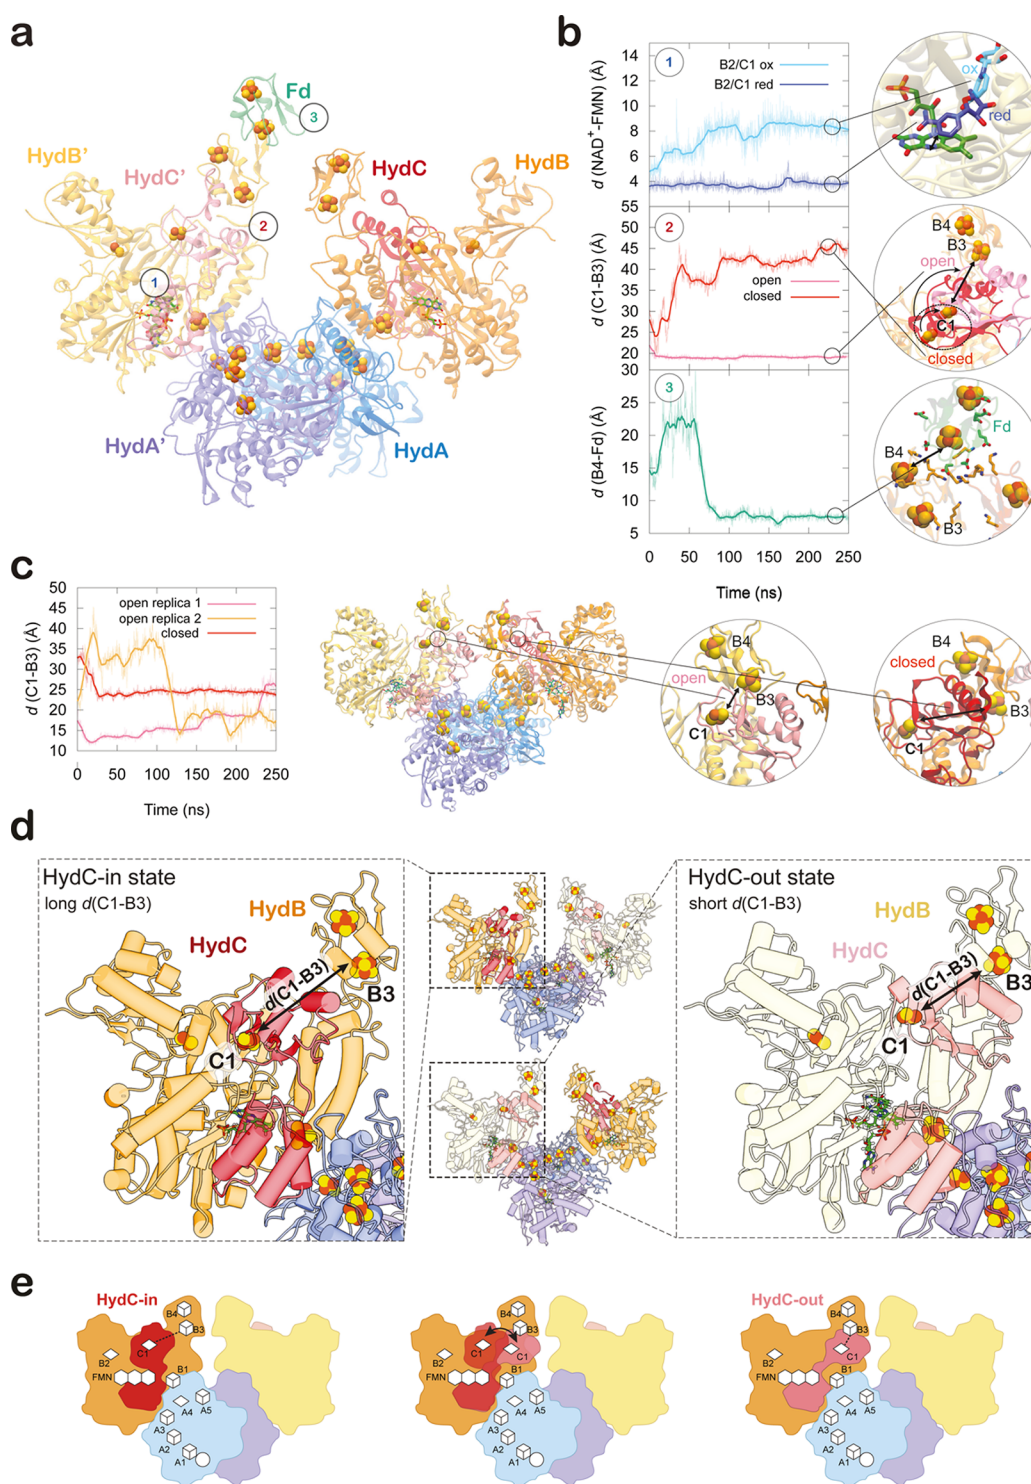 a
Fd
3
HydB’
HydC’
HydC
HydB
2
1
HydA’
HydA
b
d (NAD+-FMN) (Å)
14
12
10
8
6
4
2
1
B2/C1 ox
B2/C1 red
ox
red
d (C1-B3) (Å)
55
50
45
40
35
30
25
20
2
open
closed
B4
B3
open
C1
closed
d (B4-Fd) (Å)
30
25
20
15
10
5
3
Fd
B4
B3
0 50 100 150 200 250
Time (ns)
c
d (C1-B3) (Å)
50
45
40
35
30
25
20
15
10
open replica 1
open replica 2
closed
0 50 100 150 200 250
Time (ns)
B4
open
B3
C1
B4
closed
B3
C1
d
HydC-in state
long d(C1-B3)
HydB
HydC
d(C1-B3)
B3
C1
HydC-out state
short d(C1-B3)
HydB
HydC
d(C1-B3)
B3
C1
e
HydC-in
B4
B3
C1
B2
FMN
B1
A4
A5
A3
A2
A1
B4
B3
C1
C1
B2
FMN
B1
A4
A5
A3
A2
A1
HydC-out
B4
B3
C1
B2
FMN
B1
A4
A5
A3
A2
A1